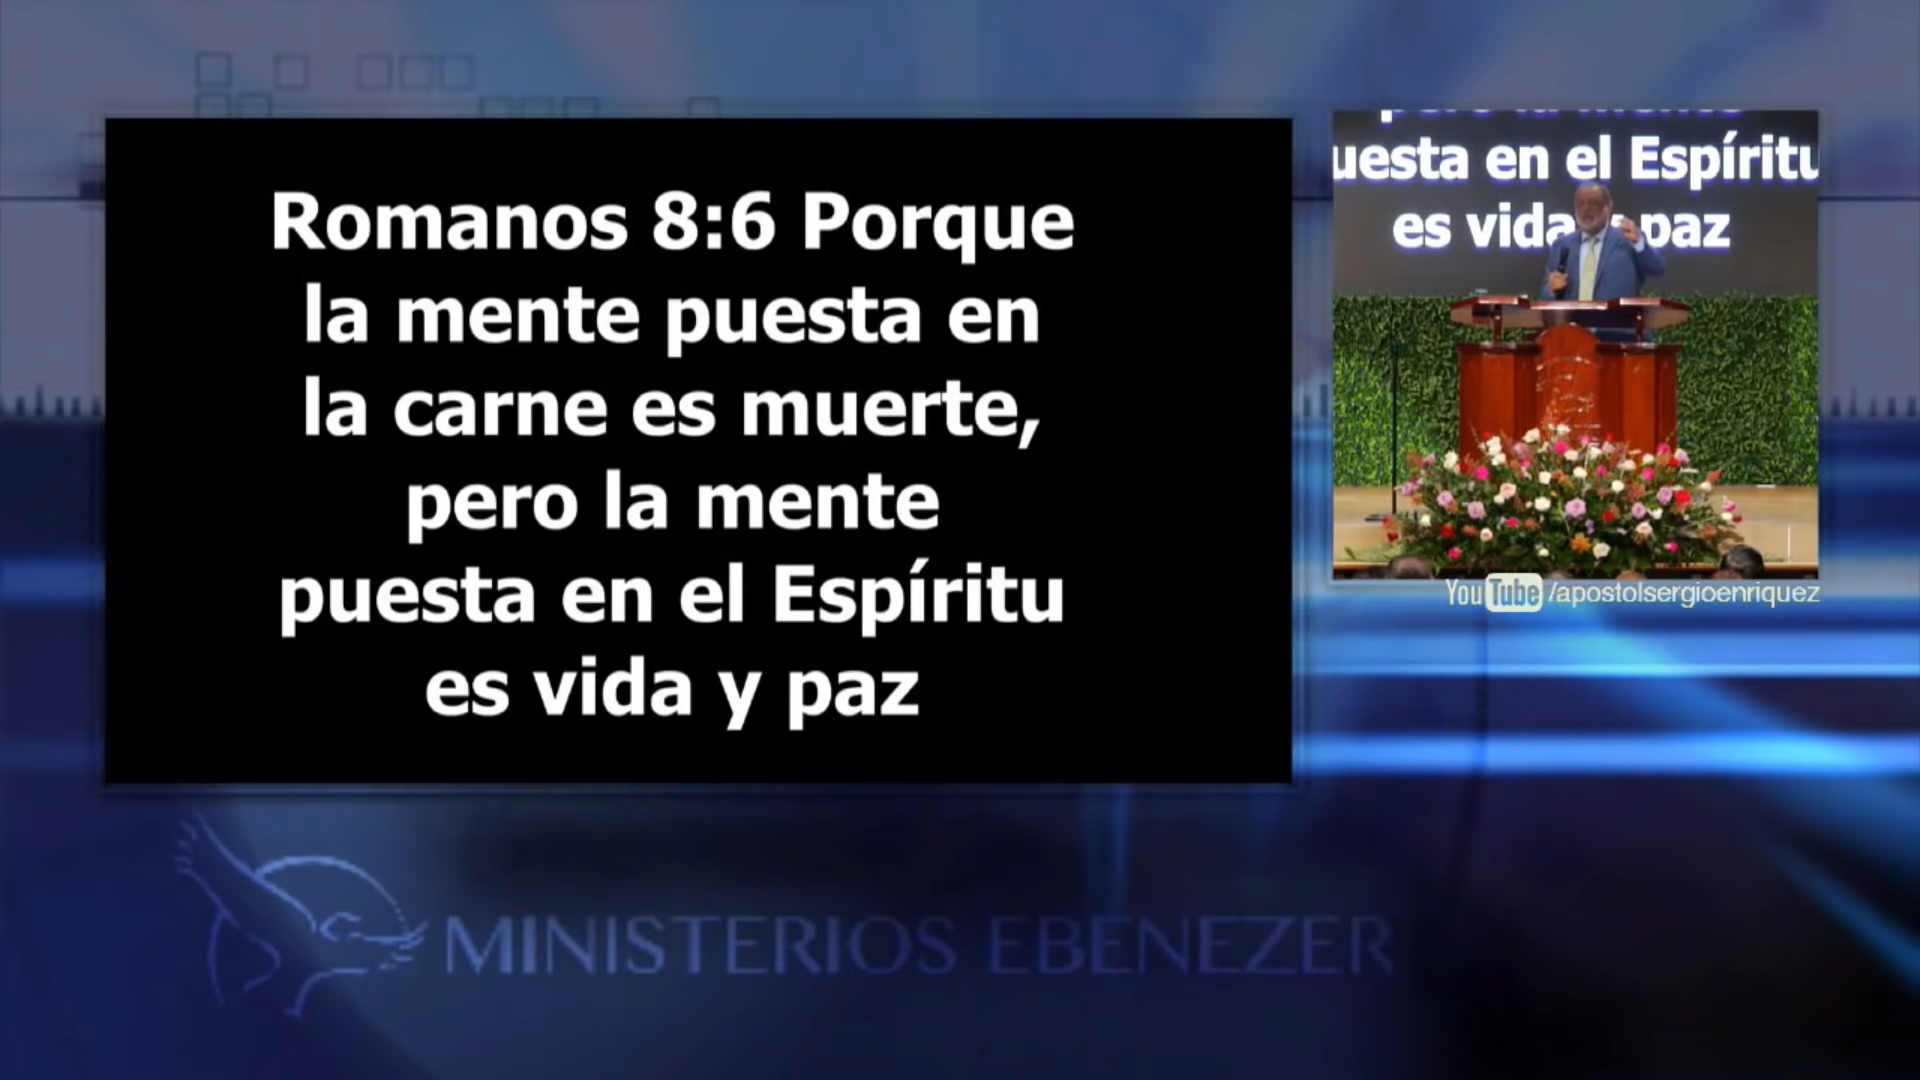 Romanos 8:6 Porque
la mente puesta en
la carne es muerte,
pero la mente
puesta en el Espíritu
es vida y paz
uesta en el Espíritu
es vida y paz
YouTube /apostolsergioenriquez
MINISTERIOS EBENEZER